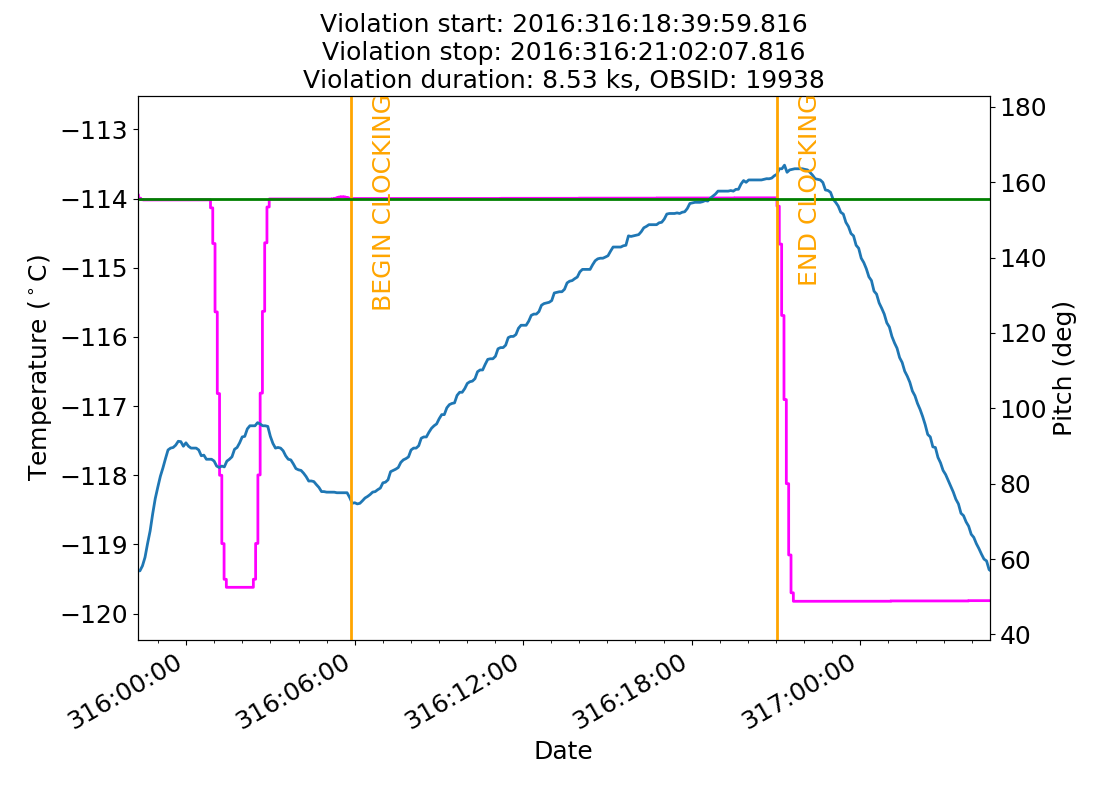 Violation start: 2016:316:18:39:59.816
Violation stop: 2016:316:21:02:07.816
Violation duration: 8.53 ks, OBSID: 19938
−113
−114
−115
−116
−117
−118
−119
−120
Temperature (°C)
BEGIN CLOCKING
END CLOCKING
180
160
140
120
100
80
60
40
Pitch (deg)
316:00:00
316:06:00
316:12:00
316:18:00
317:00:00
Date